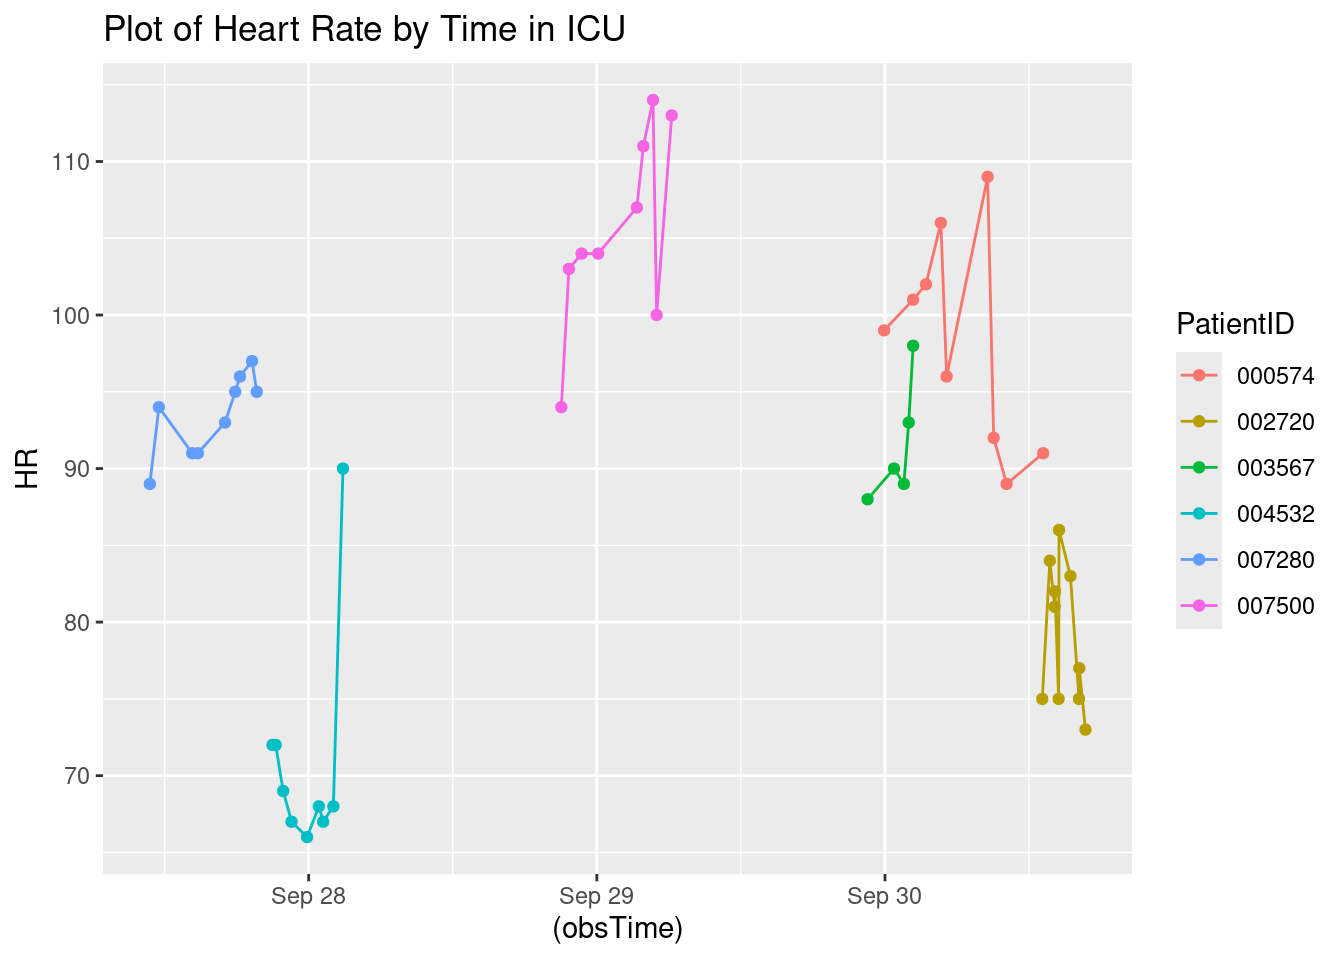 Plot of Heart Rate by Time in ICU
HR
110
100
90
80
70
Sep 28
Sep 29
Sep 30
(obsTime)
PatientID
000574
002720
003567
004532
007280
007500